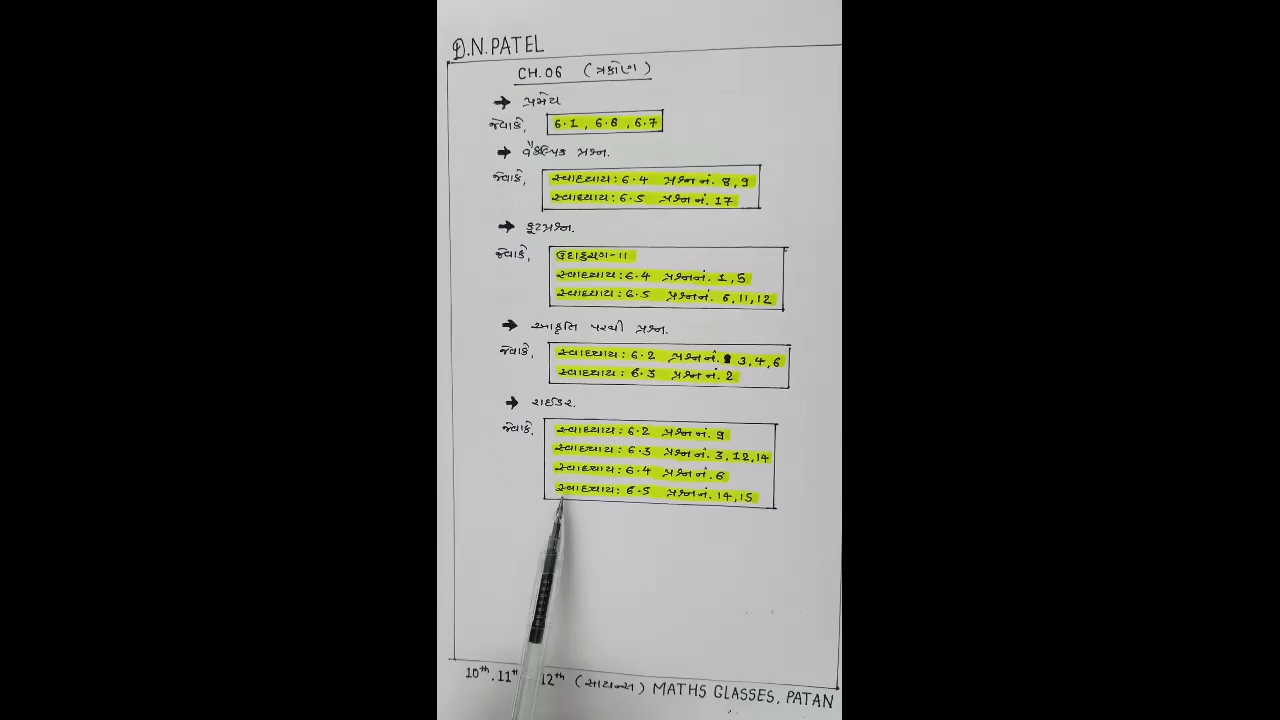 D.N.PATEL
CH.06 (ત્રિકોણ)
→ પ્રમેય
જેવાકે, 6.1 , 6.8 , 6.7
→ વૈકલ્પિક પ્રશ્ન.
જેવાકે, સ્વાધ્યાય: 6.4 પ્રશ્ન નં. 8,9
સ્વાધ્યાય: 6.5 પ્રશ્ન નં. 17
→ કૂટપ્રશ્ન.
જેવાકે, ઉદાહરણ-11
સ્વાધ્યાય: 6.4 પ્રશ્ન નં. 1,5
સ્વાધ્યાય: 6.5 પ્રશ્ન નં. 6,11,12
→ આકૃતિ પરથી પ્રશ્ન.
જેવાકે, સ્વાધ્યાય: 6.2 પ્રશ્ન નં. 3,4,6
સ્વાધ્યાય: 6.3 પ્રશ્ન નં. 2
→ રાઈડર.
જેવાકે, સ્વાધ્યાય: 6.2 પ્રશ્ન નં. 9
સ્વાધ્યાય: 6.3 પ્રશ્ન નં. 3,12,14
સ્વાધ્યાય: 6.4 પ્રશ્ન નં. 6
સ્વાધ્યાય: 6.5 પ્રશ્ન નં. 14,15
10th, 11th 12th (સાયન્સ) MATHS GLASSES, PATAN